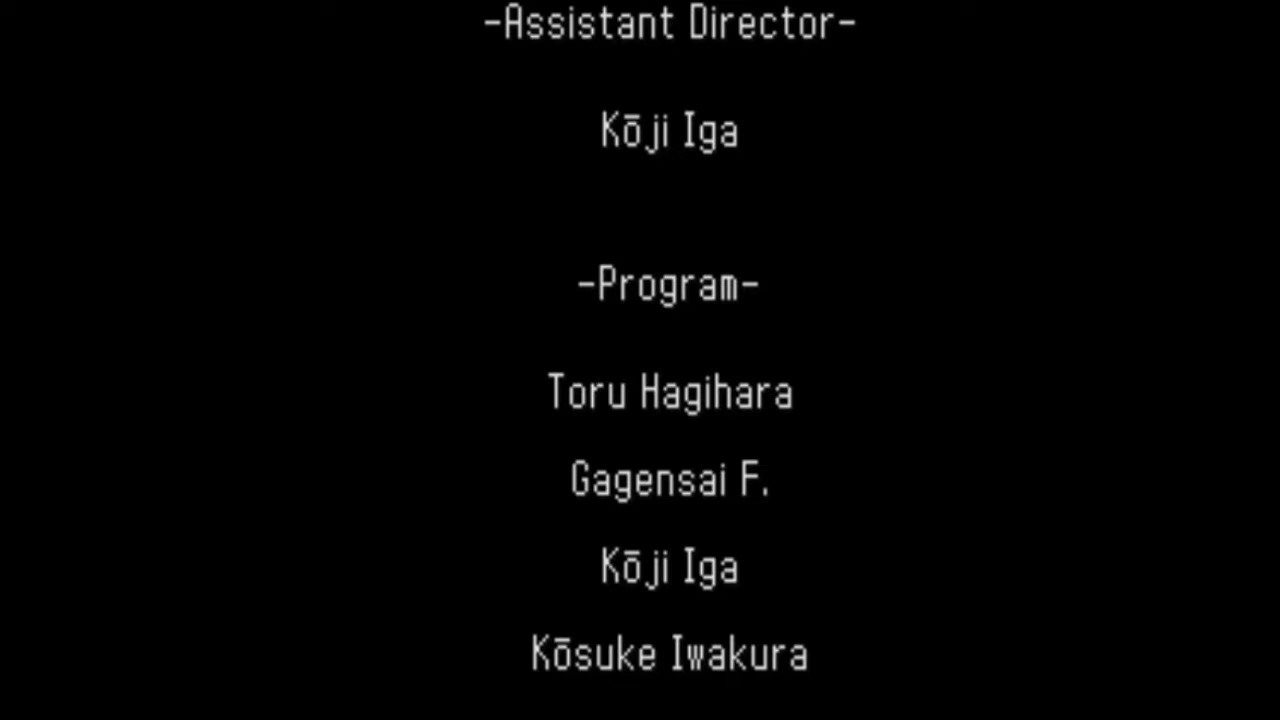 -Assistant Director-
Kōji Iga
-Program-
Toru Hagihara
Gagensai F.
Kōji Iga
Kōsuke Iwakura